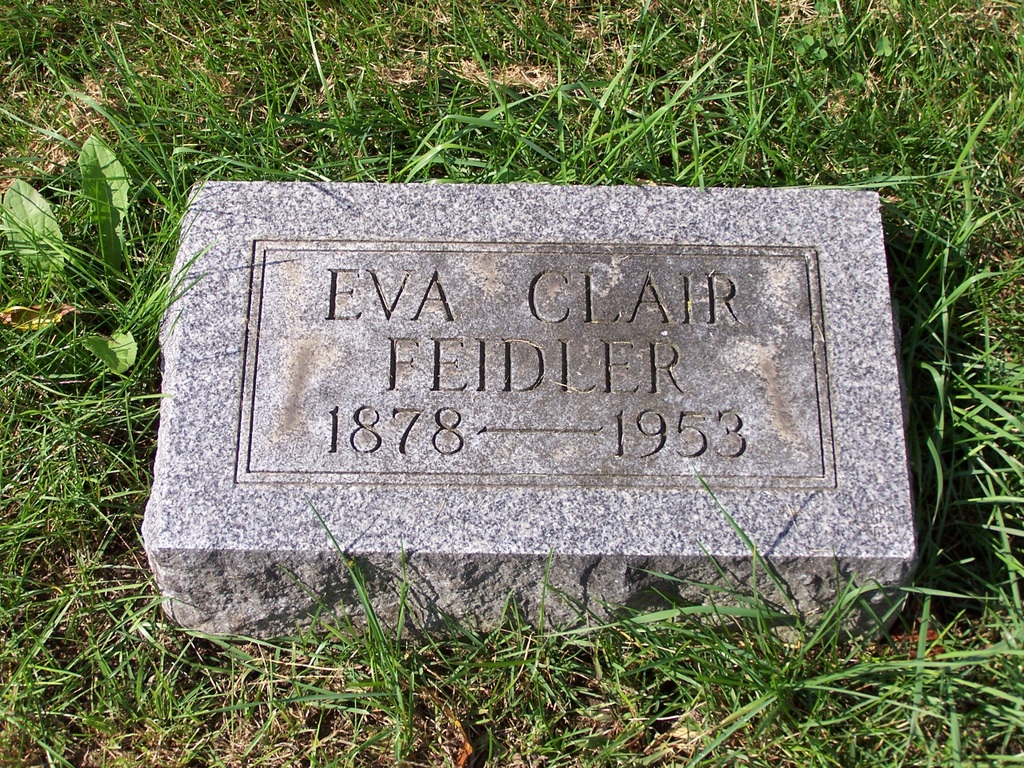 EVA CLAIR
FEIDLER
1878 — 1953